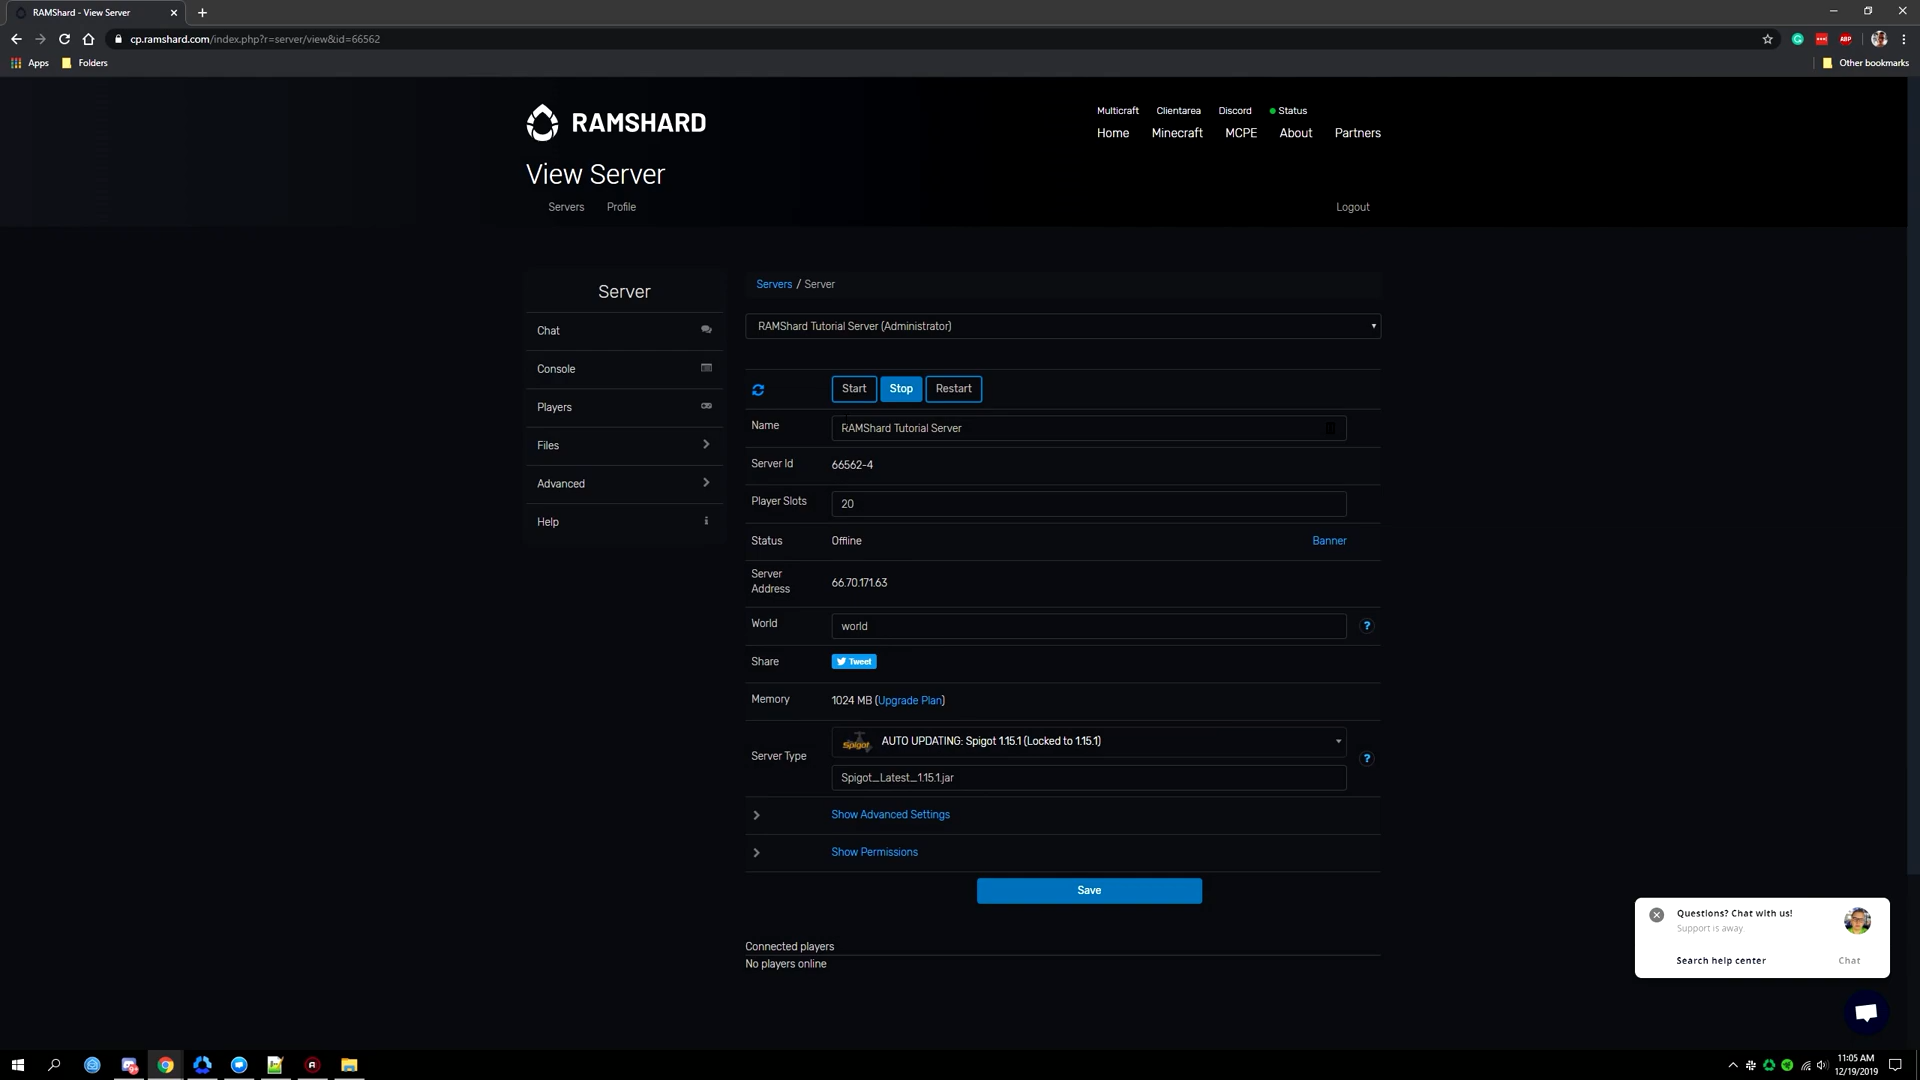 RAMShard - View Server
cp.ramshard.com/index.php?r=server/view&id=66562
Apps
Folders
Other bookmarks
RAMSHARD
Multicraft
Clientarea
Discord
Status
Home
Minecraft
MCPE
About
Partners
View Server
Servers
Profile
Logout
Server
Chat
Console
Players
Files
Advanced
Help
Servers / Server
RAMShard Tutorial Server (Administrator)
Start
Stop
Restart
Name
RAMShard Tutorial Server
Server Id
66562-4
Player Slots
20
Status
Offline
Banner
Server
Address
66.70.171.63
World
world
?
Share
Tweet
Memory
1024 MB (Upgrade Plan)
Server Type
Spigot
AUTO UPDATING: Spigot 1.15.1 (Locked to 1.15.1)
Spigot_Latest_1.15.1.jar
?
Show Advanced Settings
Show Permissions
Save
Connected players
No players online
Questions? Chat with us!
Support is away
Search help center
Chat
11:05 AM
12/19/2019